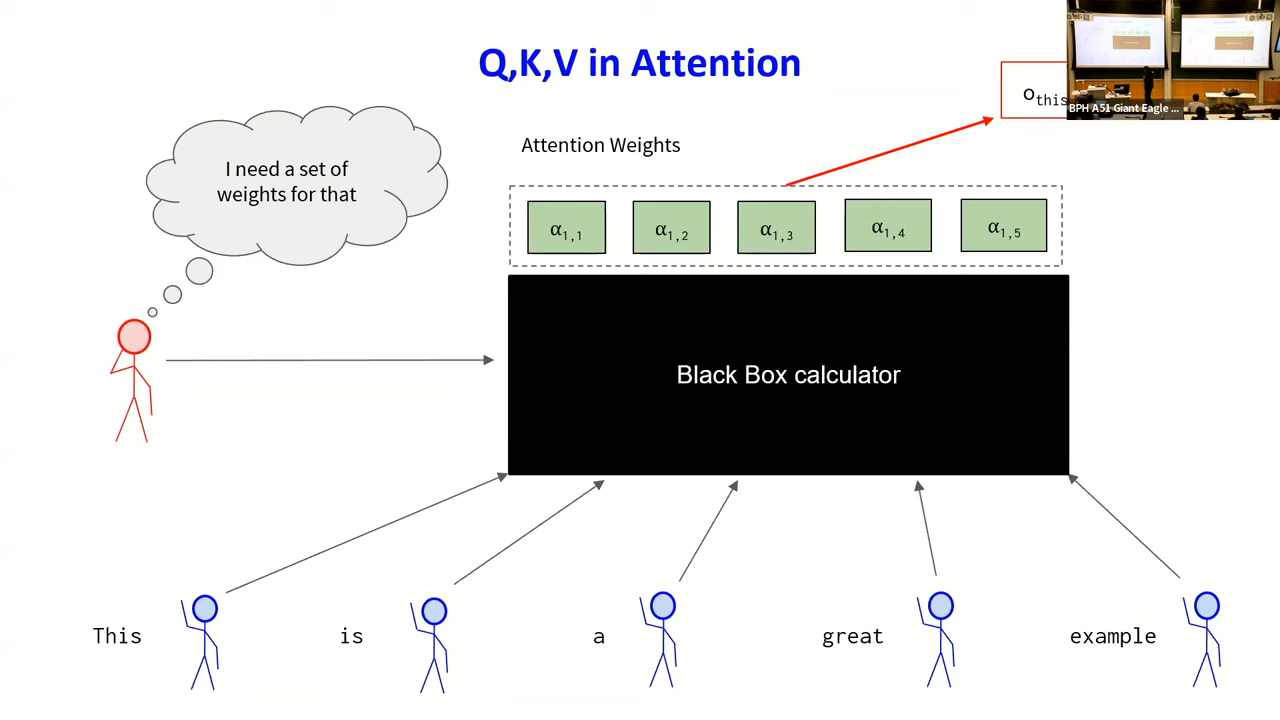 Q,K,V in Attention
o this
BPH A51 Giant Eagle ...
Attention Weights
I need a set of
weights for that
α1,1 α1,2 α1,3 α1,4 α1,5
Black Box calculator
This is a great example